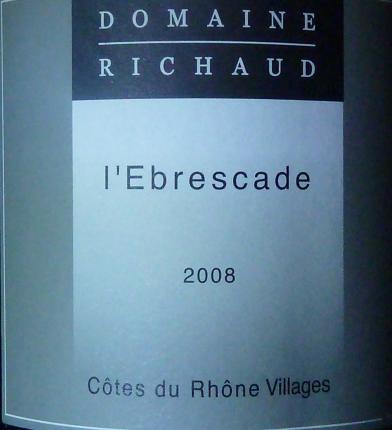 DOMAINE
RICHAUD
l'Ebrescade
2008
Côtes du Rhône Villages